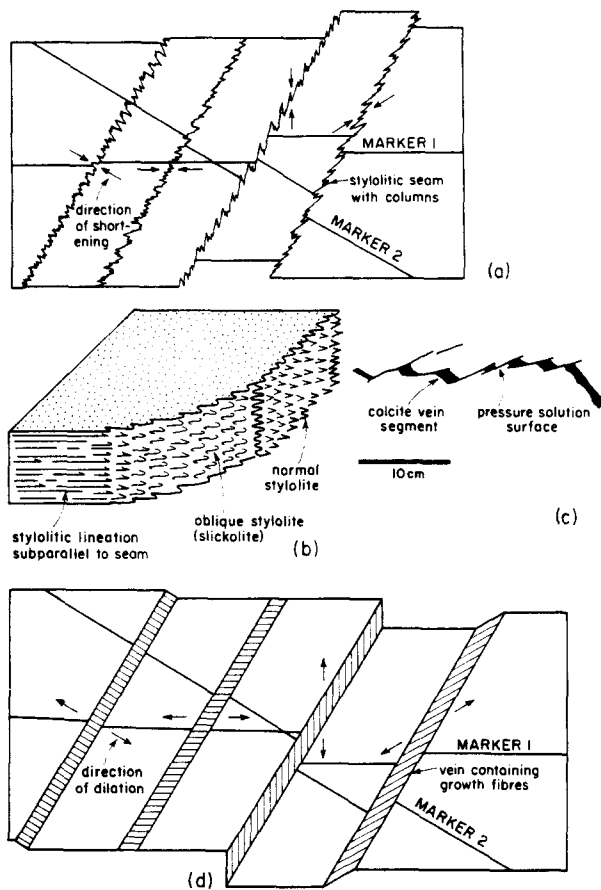 MARKER 1
stylolitic seam
with columns
direction
of short-
ening
MARKER 2
(a)
calcite vein
segment
pressure solution
surface
10cm
normal
stylolite
oblique stylolite
(slickolite)
stylolitic lineation
subparallel to seam
(b)
(c)
MARKER 1
direction
of dilation
vein containing
growth fibres
MARKER 2
(d)